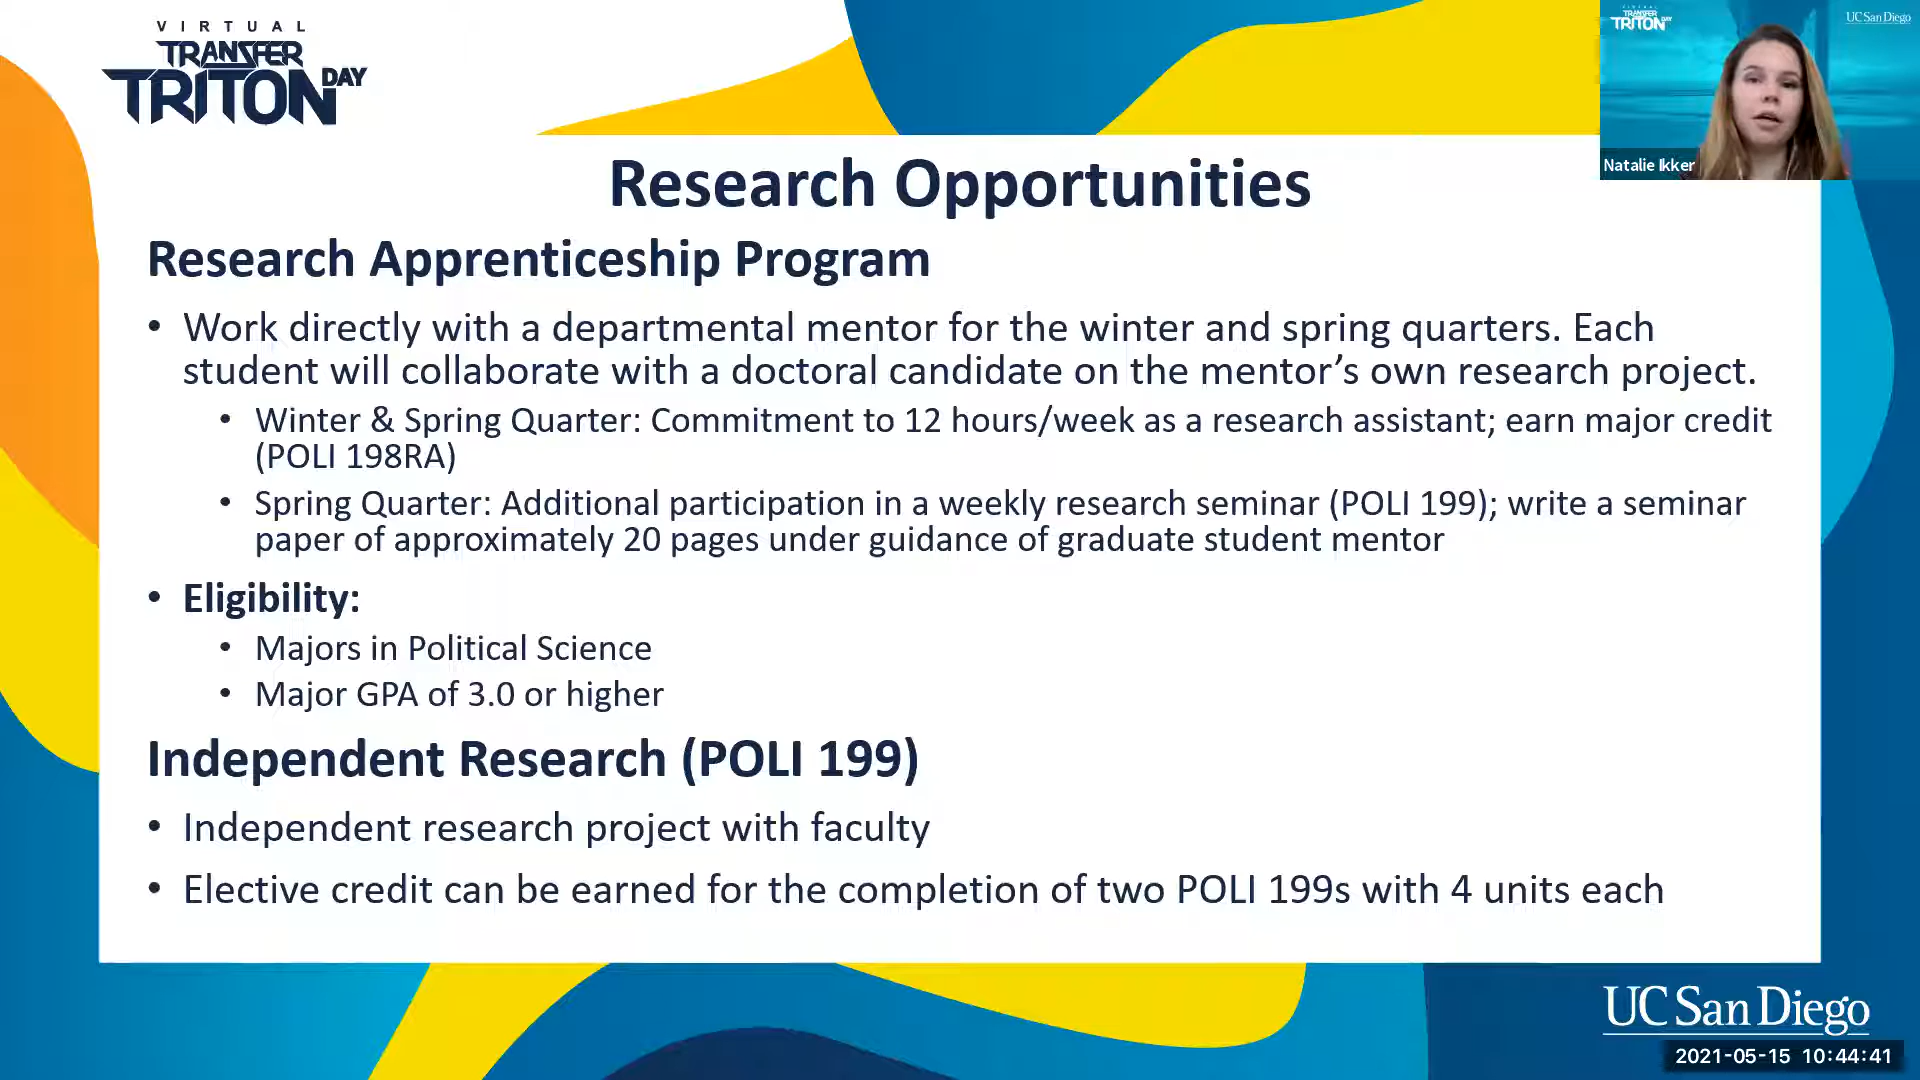 VIRTUAL
TRANSFER
TRITON DAY
VIRTUAL
TRANSFER
TRITON DAY
UC San Diego
Natalie Ikker
Research Opportunities
Research Apprenticeship Program
• Work directly with a departmental mentor for the winter and spring quarters. Each
student will collaborate with a doctoral candidate on the mentor’s own research project.
• Winter & Spring Quarter: Commitment to 12 hours/week as a research assistant; earn major credit
(POLI 198RA)
• Spring Quarter: Additional participation in a weekly research seminar (POLI 199); write a seminar
paper of approximately 20 pages under guidance of graduate student mentor
• Eligibility:
• Majors in Political Science
• Major GPA of 3.0 or higher
Independent Research (POLI 199)
• Independent research project with faculty
• Elective credit can be earned for the completion of two POLI 199s with 4 units each
UC San Diego
2021-05-15 10:44:41